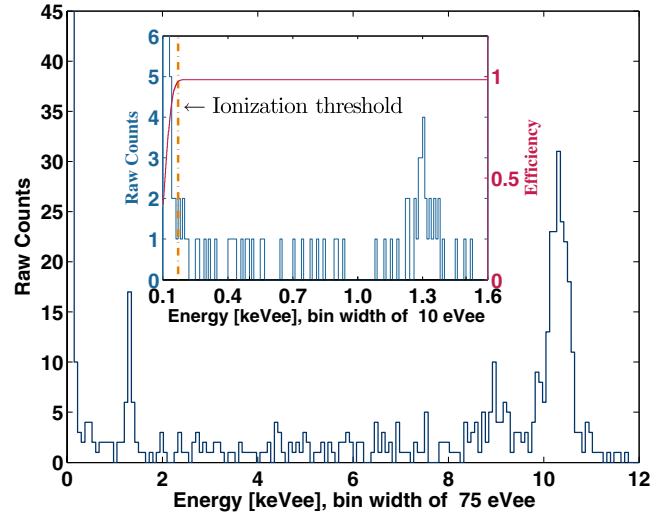 45
40
35
30
25
20
15
10
5
0
Raw Counts
0 2 4 6 8 10 12
Energy [keVee], bin width of 75 eVee
6
5
4
3
2
1
0
Raw Counts
← Ionization threshold
1
0.5
0
Efficiency
0.1 0.4 0.7 1.0 1.3 1.6
Energy [keVee], bin width of 10 eVee